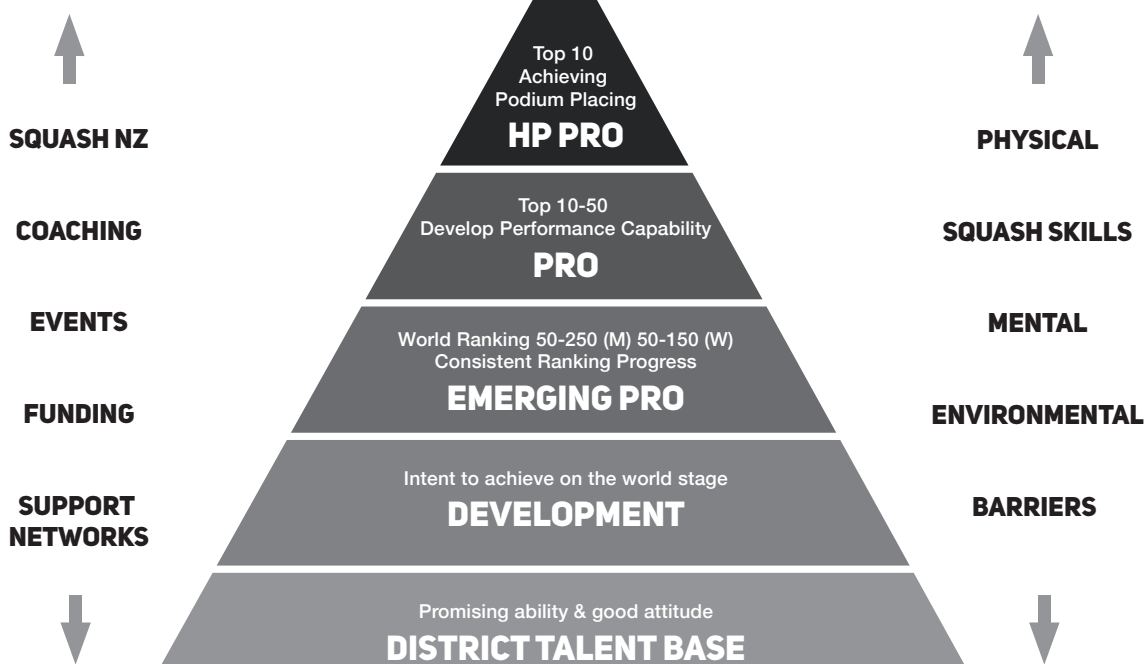 SQUASH NZ
COACHING
EVENTS
FUNDING
SUPPORT
NETWORKS
Top 10
Achieving
Podium Placing
HP PRO
Top 10-50
Develop Performance Capability
PRO
World Ranking 50-250 (M) 50-150 (W)
Consistent Ranking Progress
EMERGING PRO
Intent to achieve on the world stage
DEVELOPMENT
Promising ability & good attitude
DISTRICT TALENT BASE
PHYSICAL
SQUASH SKILLS
MENTAL
ENVIRONMENTAL
BARRIERS